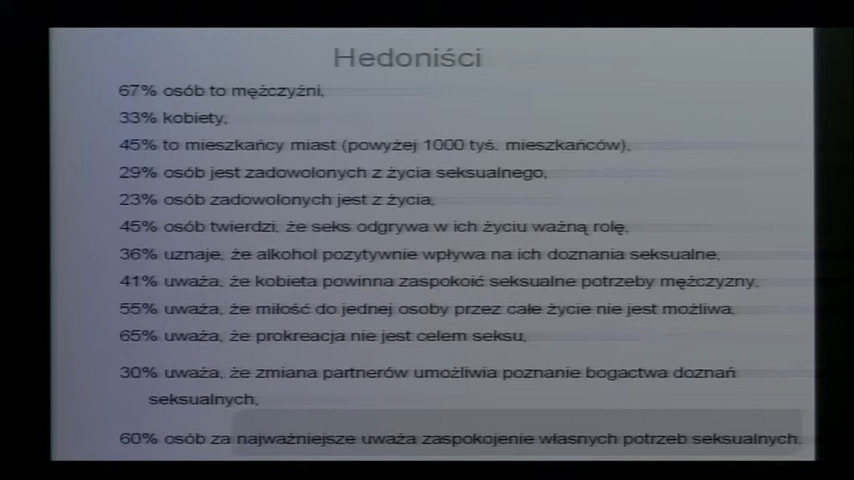 Hedoniści
67% osób to mężczyźni,
33% kobiety,
45% to mieszkańcy miast (powyżej 1000 tyś. mieszkańców),
29% osób jest zadowolonych z życia seksualnego,
23% osób zadowolonych jest z życia,
45% osób twierdzi, że seks odgrywa w ich życiu ważną rolę,
36% uznaje, że alkohol pozytywnie wpływa na ich doznania seksualne,
41% uważa, że kobieta powinna zaspokoić seksualne potrzeby mężczyzny,
55% uważa, że miłość do jednej osoby przez całe życie nie jest możliwa,
65% uważa, że prokreacja nie jest celem seksu,
30% uważa, że zmiana partnerów umożliwia poznanie bogactwa doznań
seksualnych,
60% osób za najważniejsze uważa zaspokojenie własnych potrzeb seksualnych.